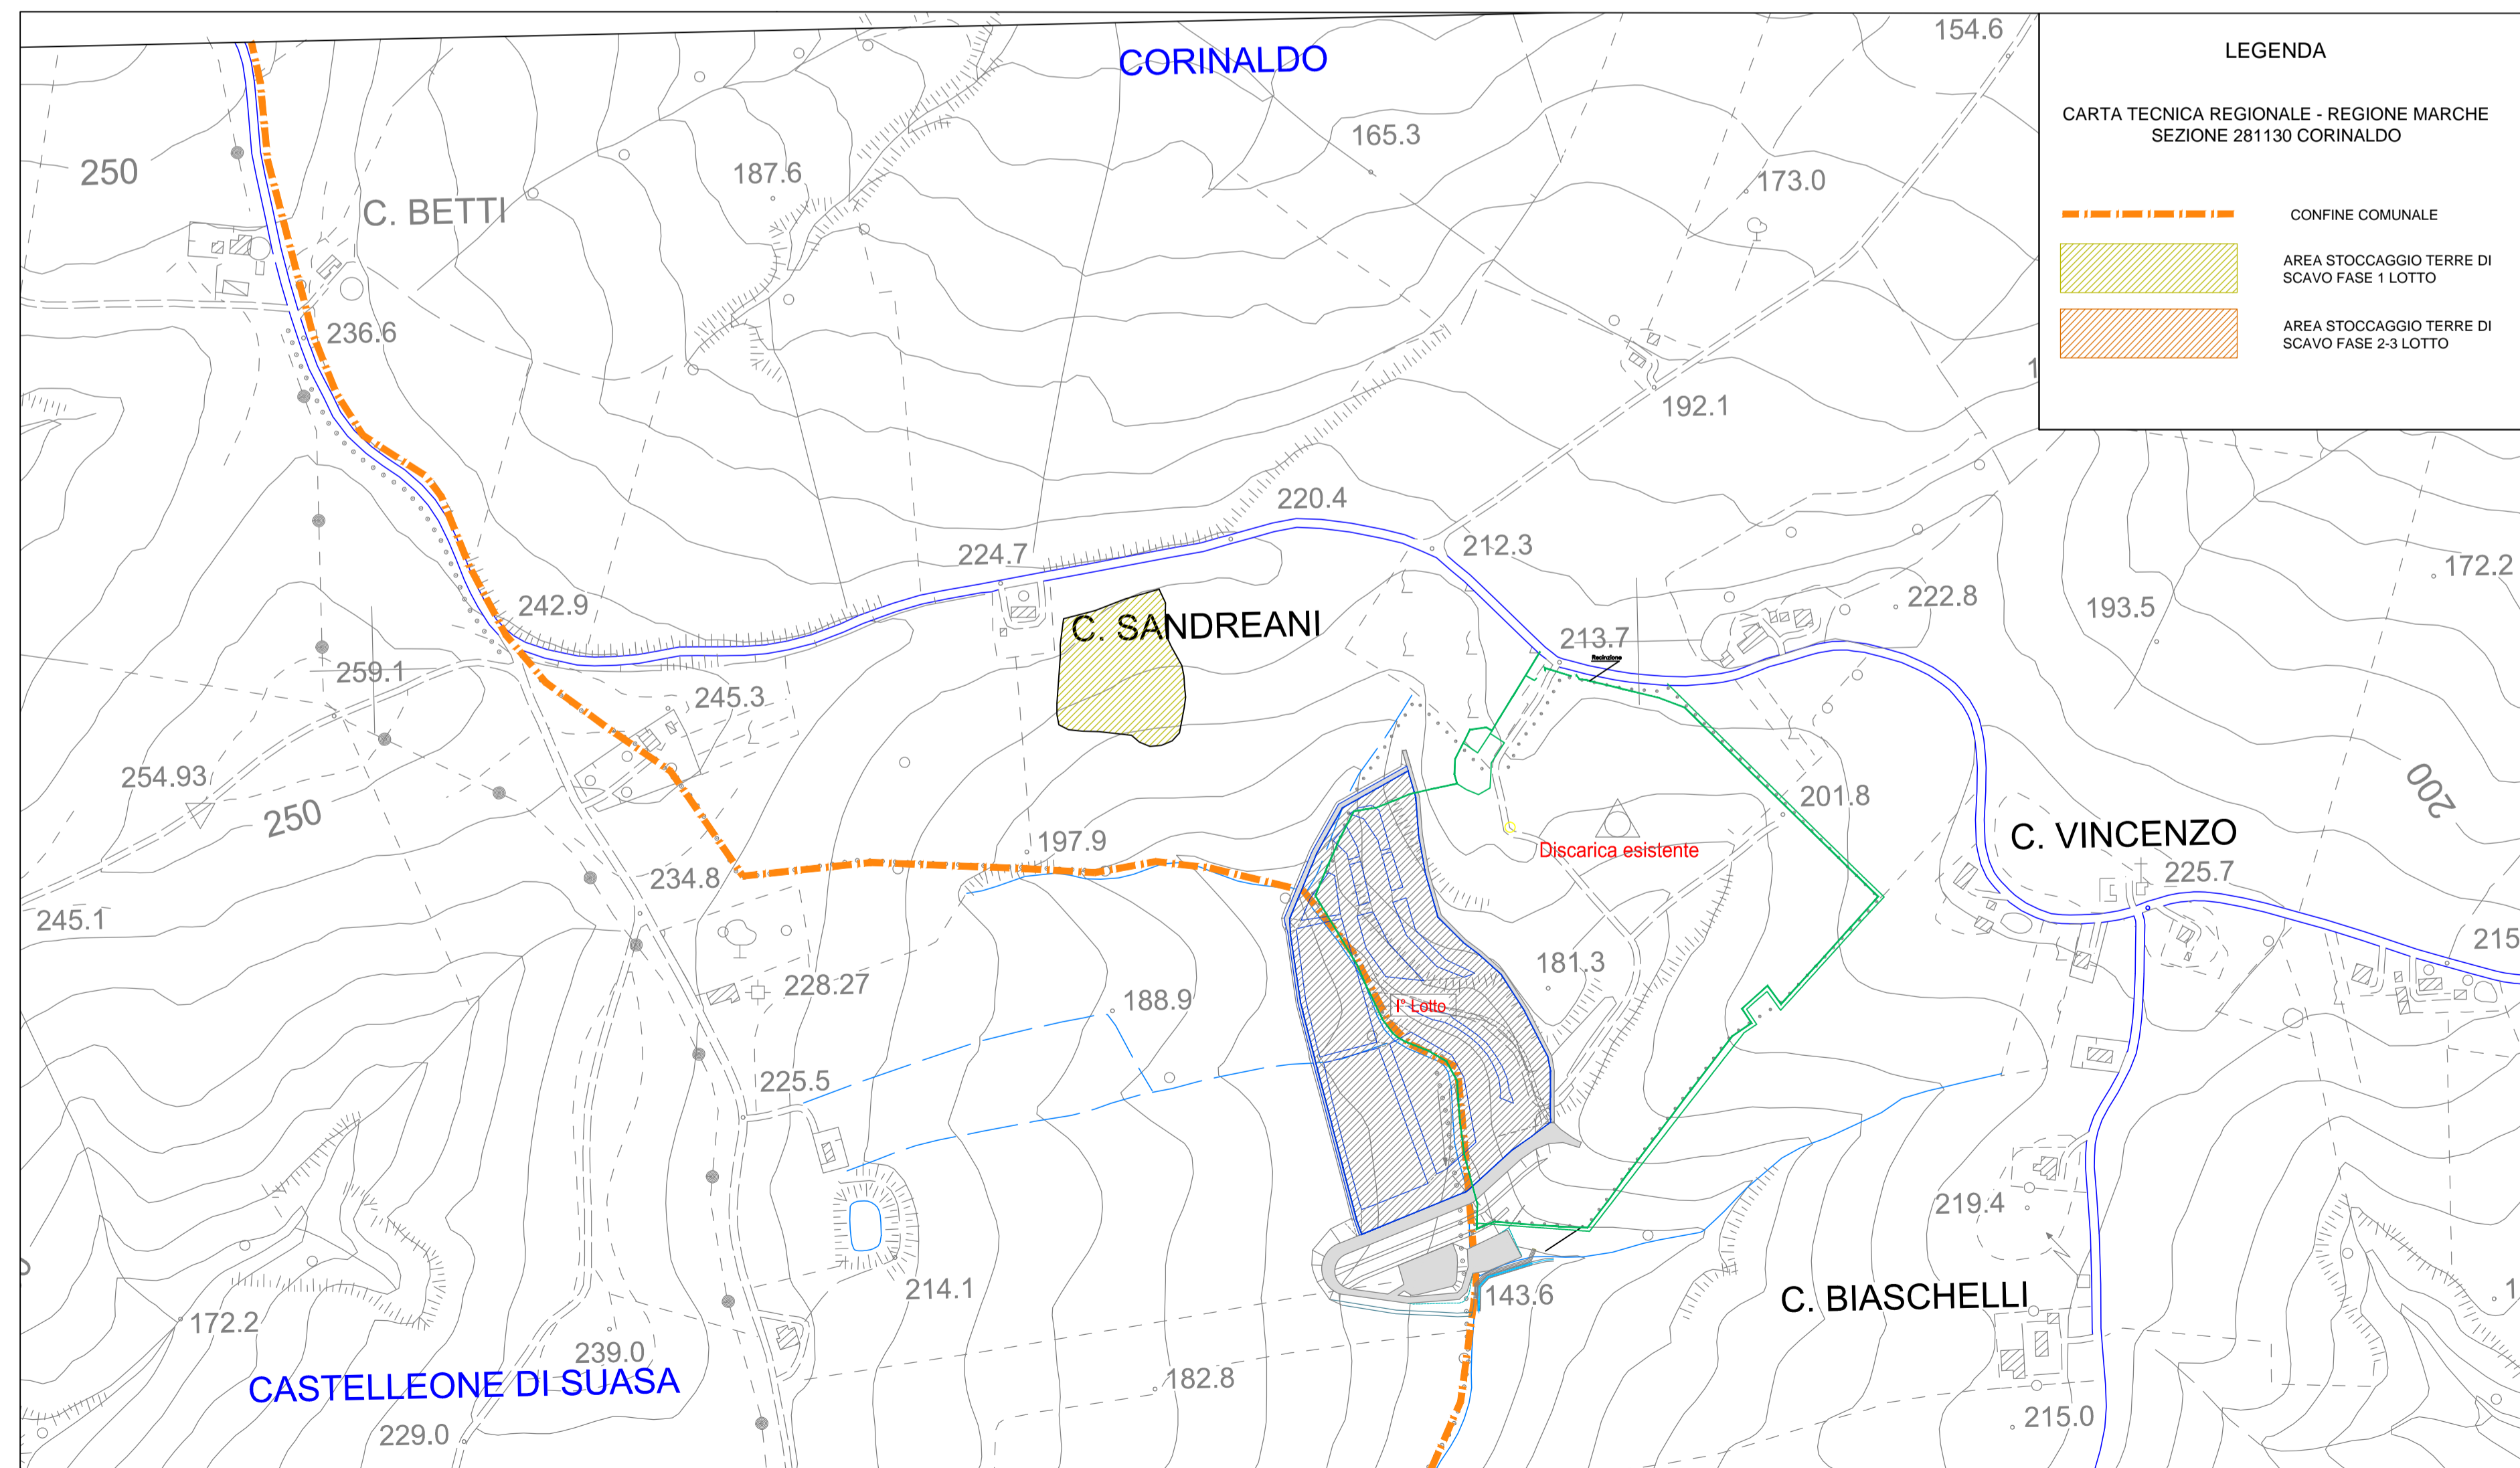 CORINALDO
154.6
LEGENDA
CARTA TECNICA REGIONALE - REGIONE MARCHE
SEZIONE 281130 CORINALDO
CONFINE COMUNALE
AREA STOCCAGGIO TERRE DI
SCAVO FASE 1 LOTTO
AREA STOCCAGGIO TERRE DI
SCAVO FASE 2-3 LOTTO
165.3
250
187.6
173.0
C. BETTI
236.6
1
192.1
220.4
224.7
212.3
172.2
242.9
222.8
193.5
C. SANDREANI
213.7
Recinzione
259.1
245.3
254.93
250
201.8
200
197.9
Discarica esistente
C. VINCENZO
234.8
225.7
245.1
215
181.3
228.27
188.9
I° Lotto
225.5
219.4
214.1
143.6
C. BIASCHELLI
1
172.2
239.0
CASTELLEONE DI SUASA
182.8
229.0
215.0